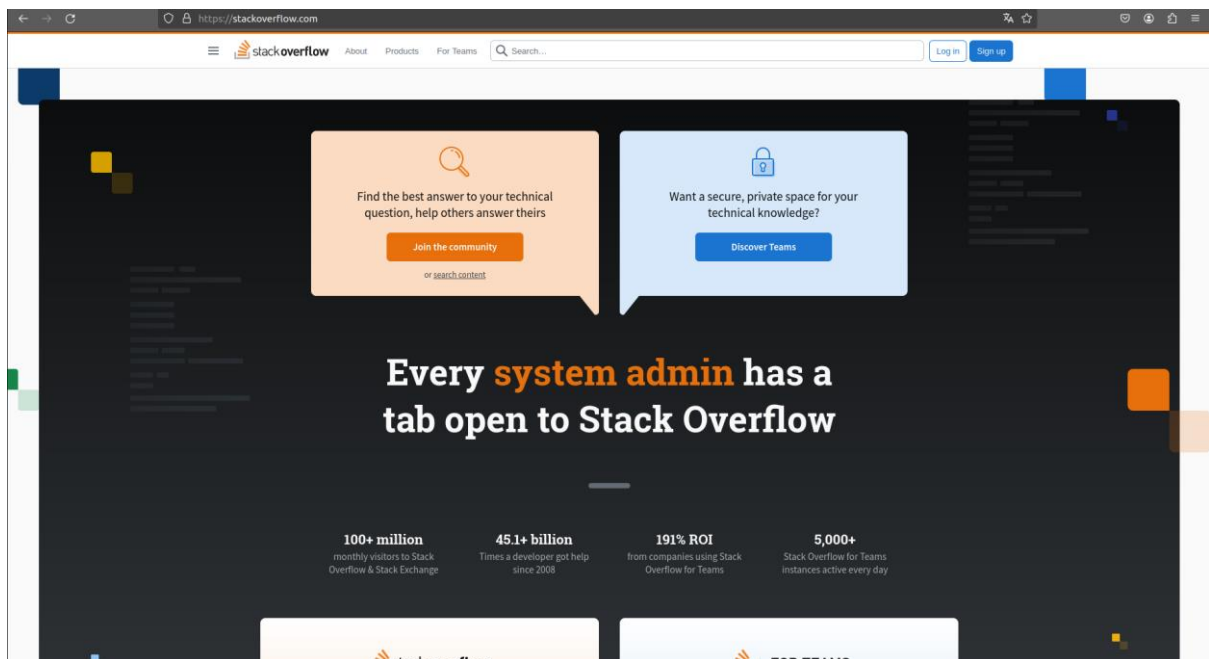 https://stackoverflow.com
stackoverflow About Products For Teams Search... Log in Sign up
Find the best answer to your technical
question, help others answer theirs
Join the community
or search content
Want a secure, private space for your
technical knowledge?
Discover Teams
Every system admin has a
tab open to Stack Overflow
100+ million
monthly visitors to Stack
Overflow & Stack Exchange
45.1+ billion
Times a developer got help
since 2008
191% ROI
from companies using Stack
Overflow for Teams
5,000+
Stack Overflow for Teams
instances active every day